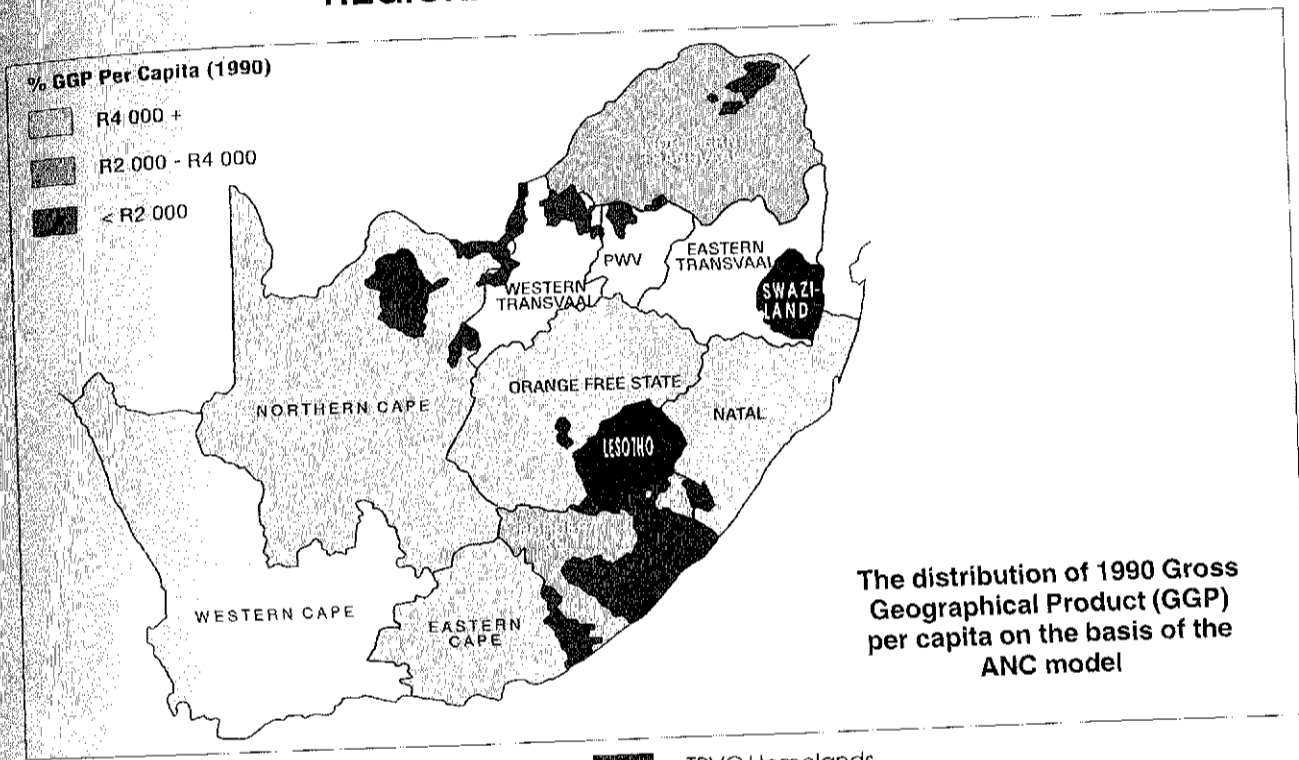 % GGP Per Capita (1990)
R4 000 +
R2 000 - R4 000
< R2 000
PWV
EASTERN
TRANSVAAL
WESTERN
TRANSVAAL
SWAZI-
LAND
ORANGE FREE STATE
NORTHERN CAPE
NATAL
LESOTHO
WESTERN CAPE
EASTERN
CAPE
The distribution of 1990 Gross
Geographical Product (GGP)
per capita on the basis of the
ANC model